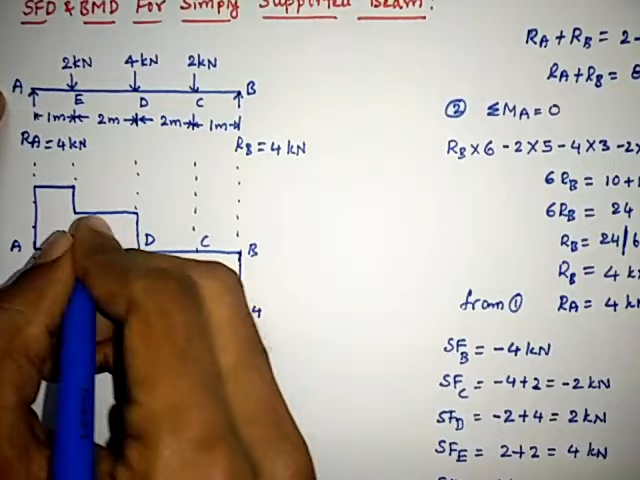 SFD & BMD For Simply Supported Beam:
2kN 4kN 2kN
A B
E D C
1m 2m 2m 1m
RA=4kN RB=4kN
A D C B
4
RA+RB = 2
RA+RB =
② ΣMA=0
RB×6-2×5-4×3-2×
6RB = 10+1
6RB = 24
RB = 24/6
RB = 4 k
from ① RA = 4 k
SFB = -4kN
SFC = -4+2 = -2kN
SFD = -2+4 = 2kN
SFE = 2+2 = 4 kN